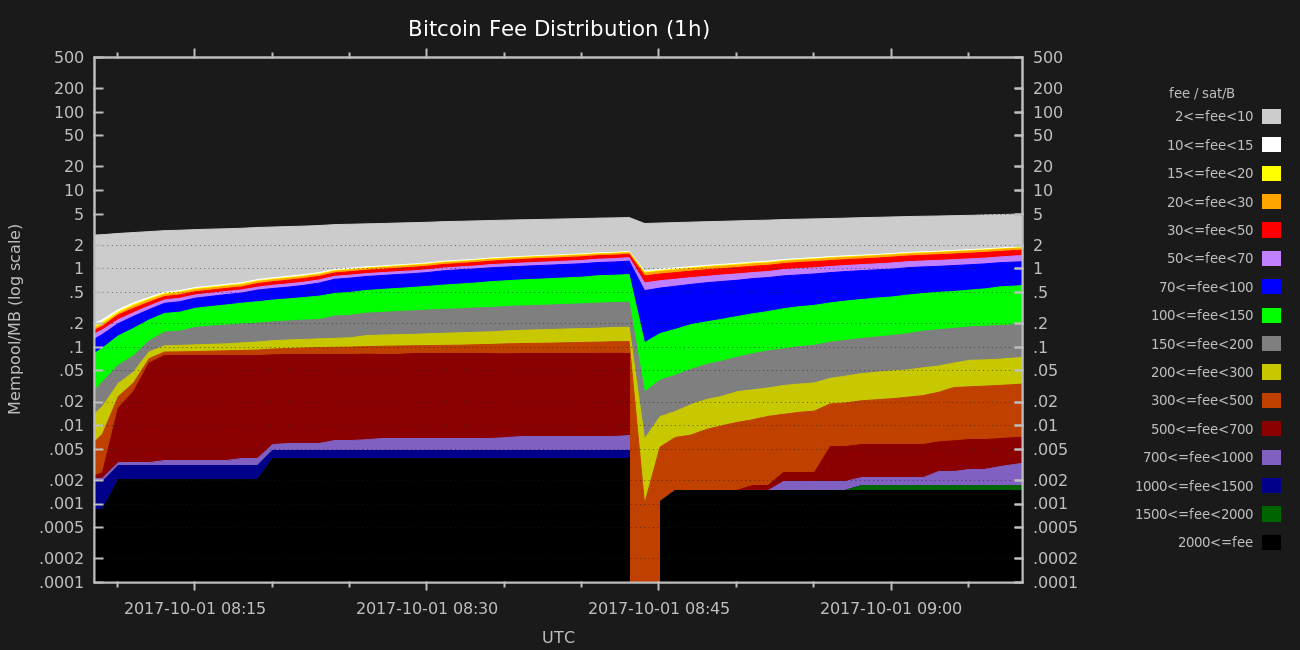 Bitcoin Fee Distribution (1h)
500
200
100
50
20
10
5
2
1
.5
.2
.1
.05
.02
.01
.005
.002
.001
.0005
.0002
.0001
Mempool/MB (log scale)
500
200
100
50
20
10
5
2
1
.5
.2
.1
.05
.02
.01
.005
.002
.001
.0005
.0002
.0001
2017-10-01 08:15
2017-10-01 08:30
2017-10-01 08:45
2017-10-01 09:00
UTC
fee / sat/B
2<=fee<10
10<=fee<15
15<=fee<20
20<=fee<30
30<=fee<50
50<=fee<70
70<=fee<100
100<=fee<150
150<=fee<200
200<=fee<300
300<=fee<500
500<=fee<700
700<=fee<1000
1000<=fee<1500
1500<=fee<2000
2000<=fee